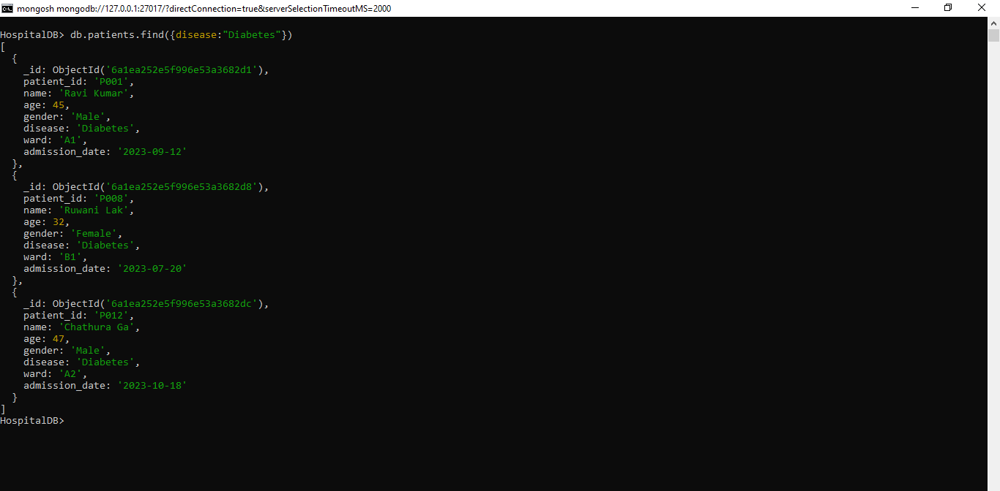 mongosh mongodb://127.0.0.1:27017/?directConnection=true&serverSelectionTimeoutMS=2000
HospitalDB> db.patients.find({disease:"Diabetes"})
[
  {
    _id: ObjectId('6a1ea252e5f996e53a3682d1'),
    patient_id: 'P001',
    name: 'Ravi Kumar',
    age: 45,
    gender: 'Male',
    disease: 'Diabetes',
    ward: 'A1',
    admission_date: '2023-09-12'
  },
  {
    _id: ObjectId('6a1ea252e5f996e53a3682d8'),
    patient_id: 'P008',
    name: 'Ruwani Lak',
    age: 32,
    gender: 'Female',
    disease: 'Diabetes',
    ward: 'B1',
    admission_date: '2023-07-20'
  },
  {
    _id: ObjectId('6a1ea252e5f996e53a3682dc'),
    patient_id: 'P012',
    name: 'Chathura Ga',
    age: 47,
    gender: 'Male',
    disease: 'Diabetes',
    ward: 'A2',
    admission_date: '2023-10-18'
  }
]
HospitalDB>